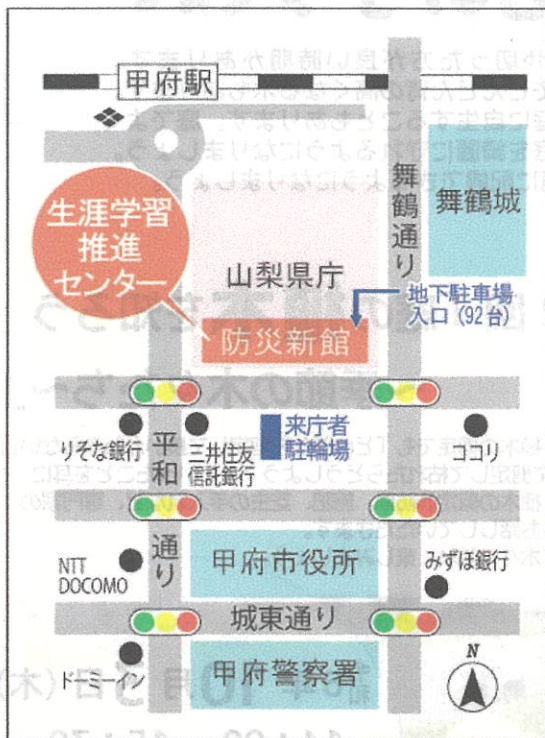 甲府駅
舞鶴通り
舞鶴城
生涯学習
推進
センター
山梨県庁
地下駐車場
入口(92台)
防災新館
りそな銀行
平和
三井住友
信託銀行
来庁者
駐輪場
ココリ
通り
NTT
DOCOMO
甲府市役所
みずほ銀行
城東通り
ドーミーイン
甲府警察署
N